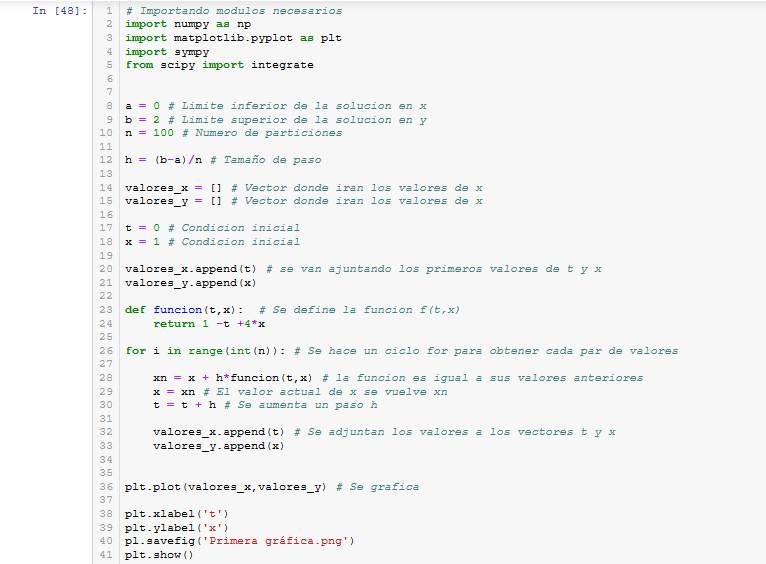 In [48]:
1 # Importando modulos necesarios
2 import numpy as np
3 import matplotlib.pyplot as plt
4 import sympy
5 from scipy import integrate
6
7
8 a = 0 # Limite inferior de la solucion en x
9 b = 2 # Limite superior de la solucion en y
10 n = 100 # Numero de particiones
11
12 h = (b-a)/n # Tamaño de paso
13
14 valores_x = [] # Vector donde iran los valores de x
15 valores_y = [] # Vector donde iran los valores de x
16
17 t = 0 # Condicion inicial
18 x = 1 # Condicion inicial
19
20 valores_x.append(t) # se van ajuntando los primeros valores de t y x
21 valores_y.append(x)
22
23 def funcion(t,x):  # Se define la funcion f(t,x)
24     return 1 -t +4*x
25
26 for i in range(int(n)): # Se hace un ciclo for para obtener cada par de valores
27
28     xn = x + h*funcion(t,x) # la funcion es igual a sus valores anteriores
29     x = xn # El valor actual de x se vuelve xn
30     t = t + h # Se aumenta un paso h
31
32     valores_x.append(t) # Se adjuntan los valores a los vectores t y x
33     valores_y.append(x)
34
35
36 plt.plot(valores_x,valores_y) # Se grafica
37
38 plt.xlabel('t')
39 plt.ylabel('x')
40 pl.savefig('Primera gráfica.png')
41 plt.show()